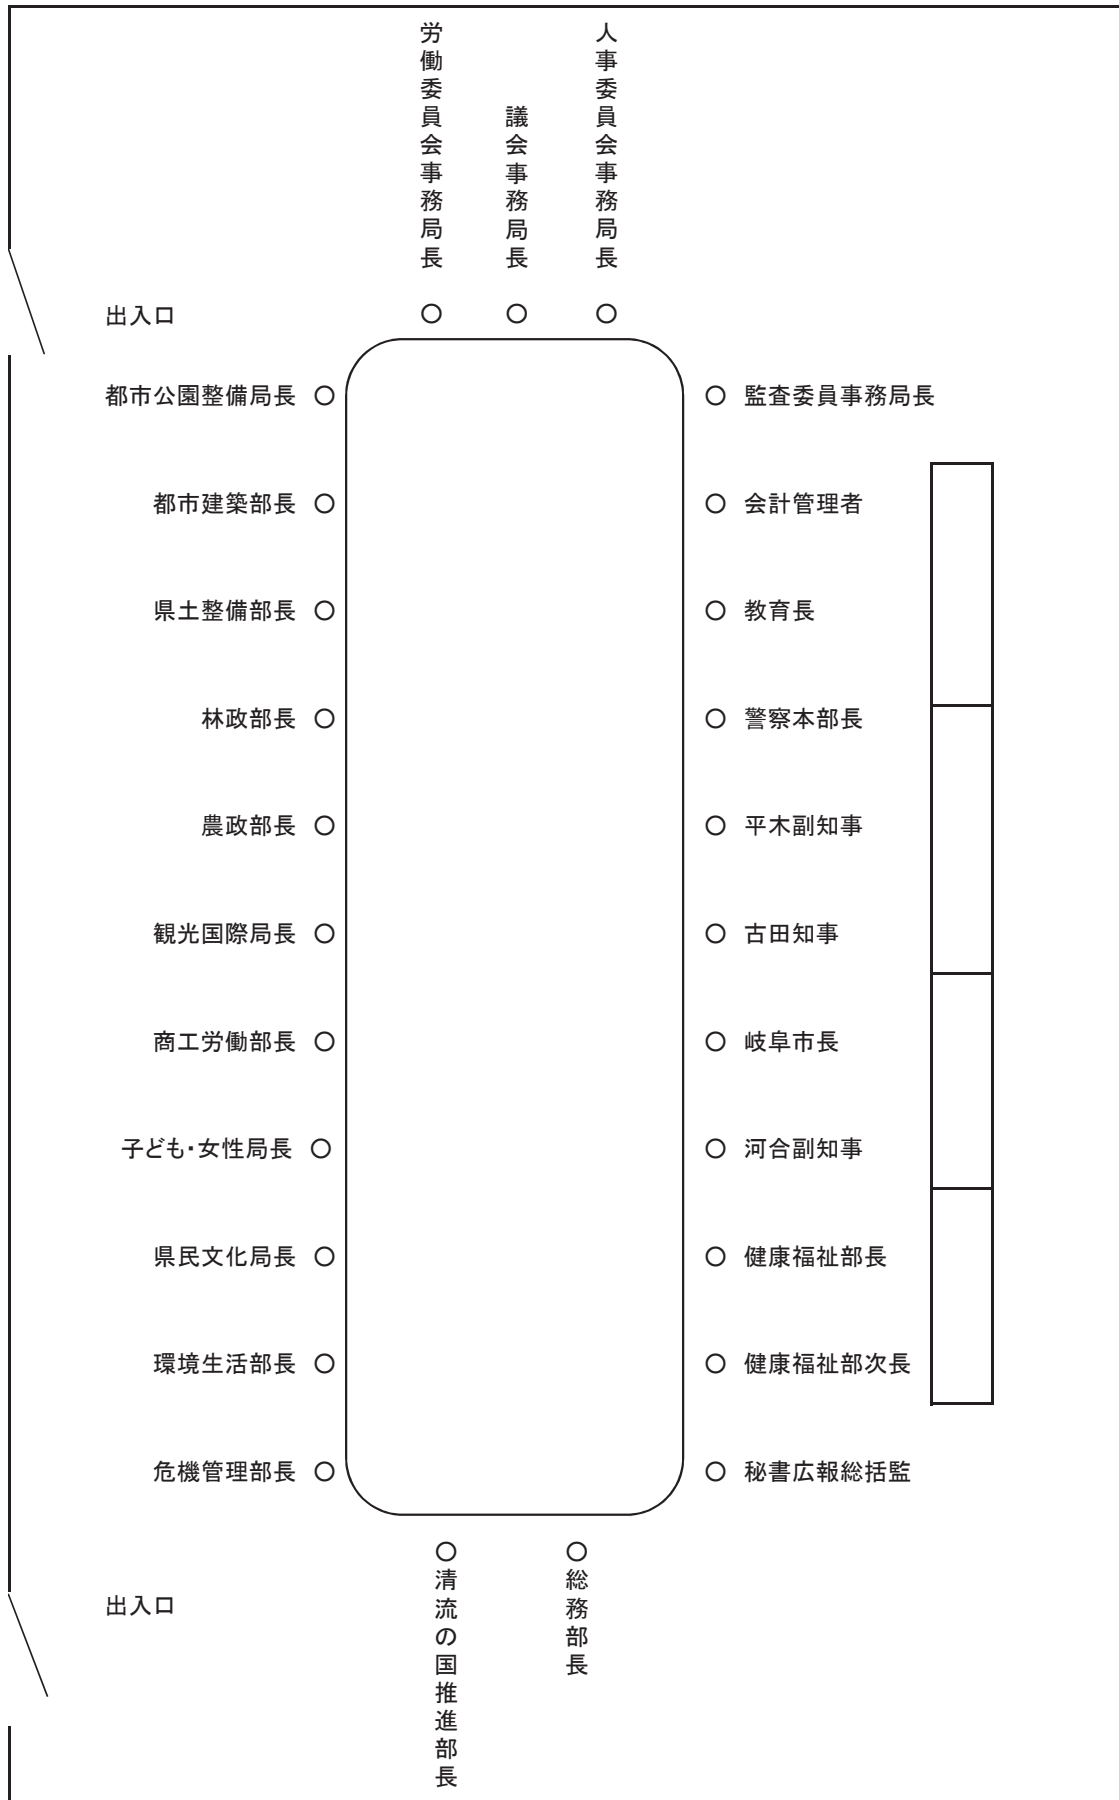 労働委員会事務局長
議会事務局長
人事委員会事務局長
出入口 ○ ○ ○
都市公園整備局長 ○ ○ 監査委員事務局長
都市建築部長 ○ ○ 会計管理者
県土整備部長 ○ ○ 教育長
林政部長 ○ ○ 警察本部長
農政部長 ○ ○ 平木副知事
観光国際局長 ○ ○ 古田知事
商工労働部長 ○ ○ 岐阜市長
子ども・女性局長 ○ ○ 河合副知事
県民文化局長 ○ ○ 健康福祉部長
環境生活部長 ○ ○ 健康福祉部次長
危機管理部長 ○ ○ 秘書広報総括監
○清流の国推進部長
○総務部長
出入口